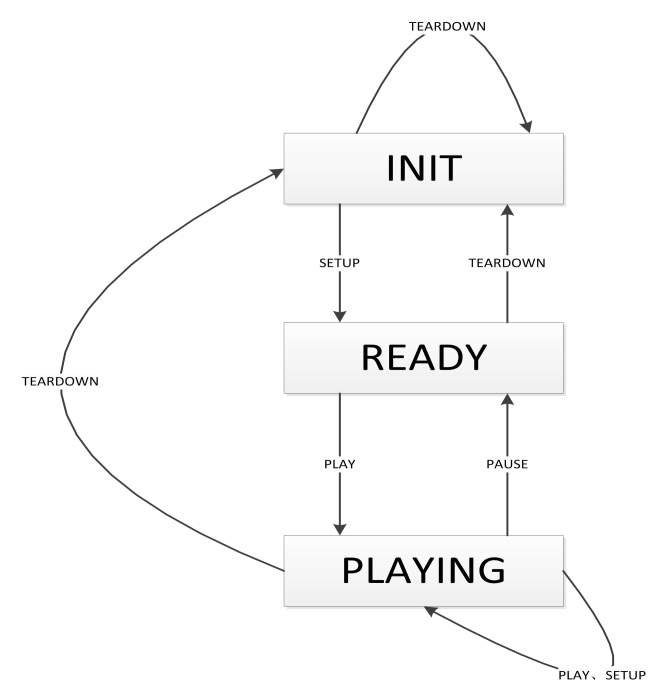 TEARDOWN
INIT
SETUP
TEARDOWN
READY
TEARDOWN
PLAY
PAUSE
PLAYING
PLAY、SETUP